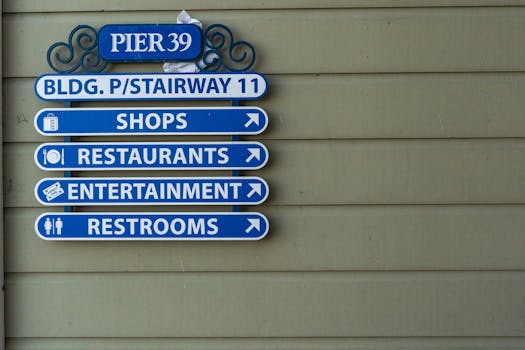 PIER 39
BLDG. P/STAIRWAY 11
SHOPS
RESTAURANTS
ENTERTAINMENT
RESTROOMS